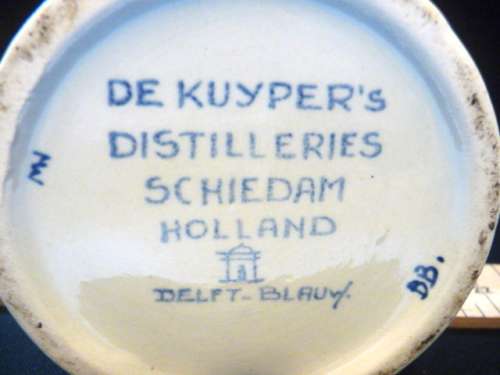 DE KUYPER's
DISTILLERIES
SCHIEDAM
HOLLAND
DELFT-BLAUW.
DB.